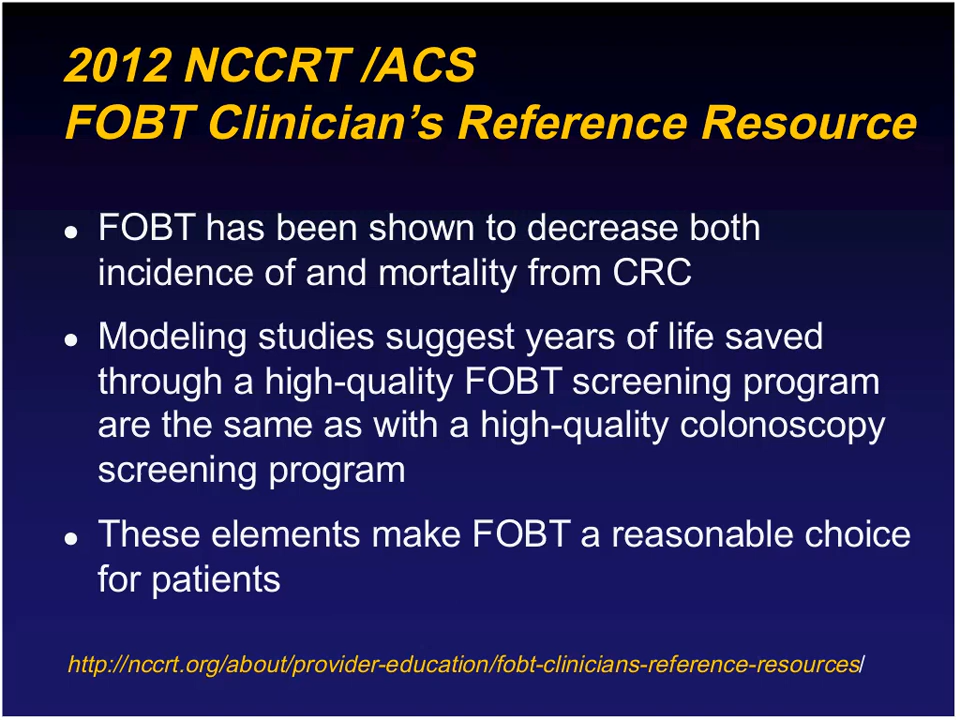 2012 NCCRT /ACS
FOBT Clinician’s Reference Resource
● FOBT has been shown to decrease both
incidence of and mortality from CRC
● Modeling studies suggest years of life saved
through a high-quality FOBT screening program
are the same as with a high-quality colonoscopy
screening program
● These elements make FOBT a reasonable choice
for patients
http://nccrt.org/about/provider-education/fobt-clinicians-reference-resources/